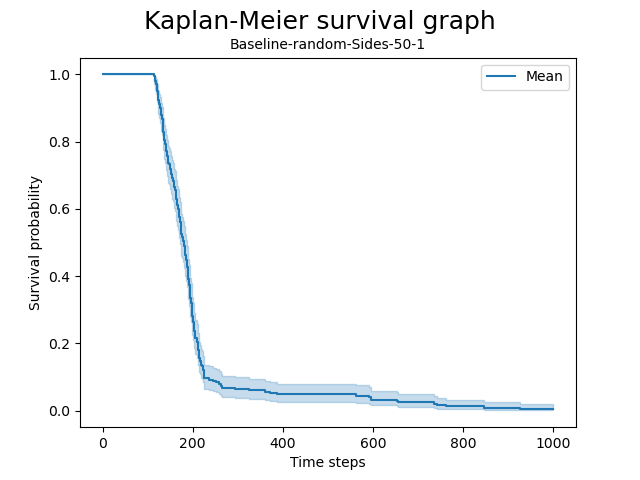 Kaplan-Meier survival graph
Baseline-random-Sides-50-1
Mean
Survival probability
1.0
0.8
0.6
0.4
0.2
0.0
0 200 400 600 800 1000
Time steps